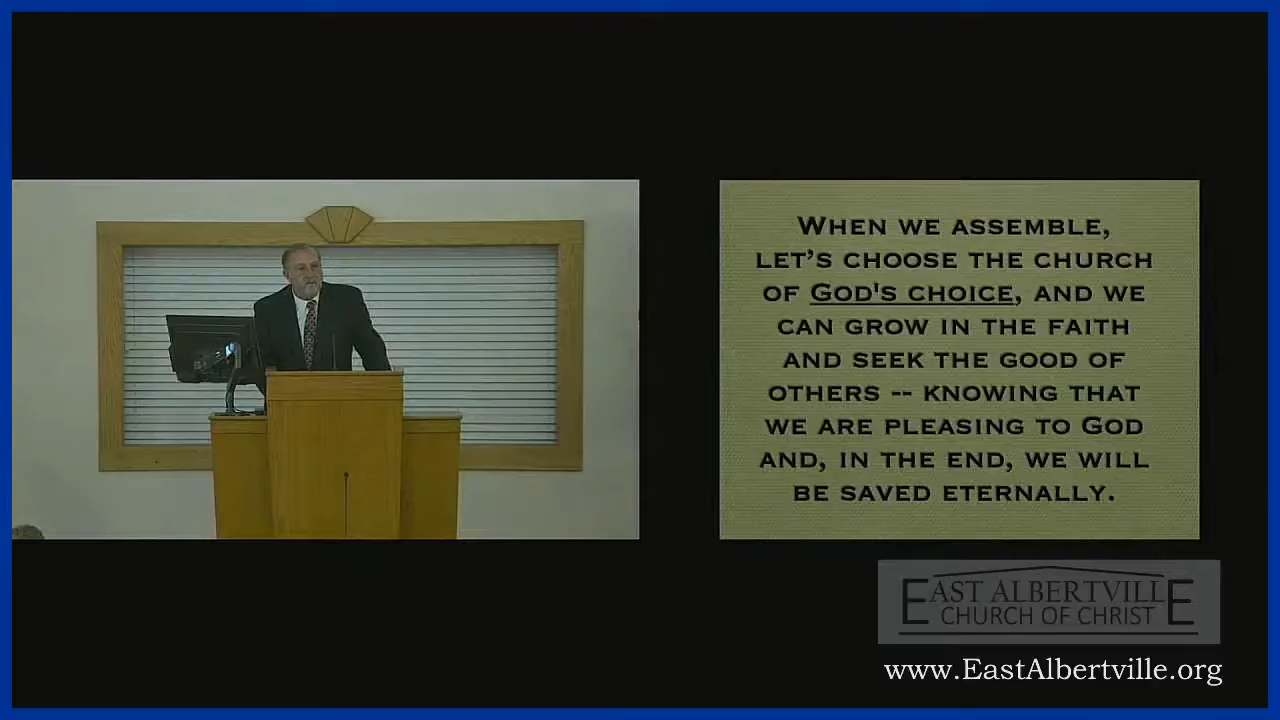 WHEN WE ASSEMBLE,
LET’S CHOOSE THE CHURCH
OF GOD'S CHOICE, AND WE
CAN GROW IN THE FAITH
AND SEEK THE GOOD OF
OTHERS -- KNOWING THAT
WE ARE PLEASING TO GOD
AND, IN THE END, WE WILL
BE SAVED ETERNALLY.
EAST ALBERTVILLE
CHURCH OF CHRIST
www.EastAlbertville.org